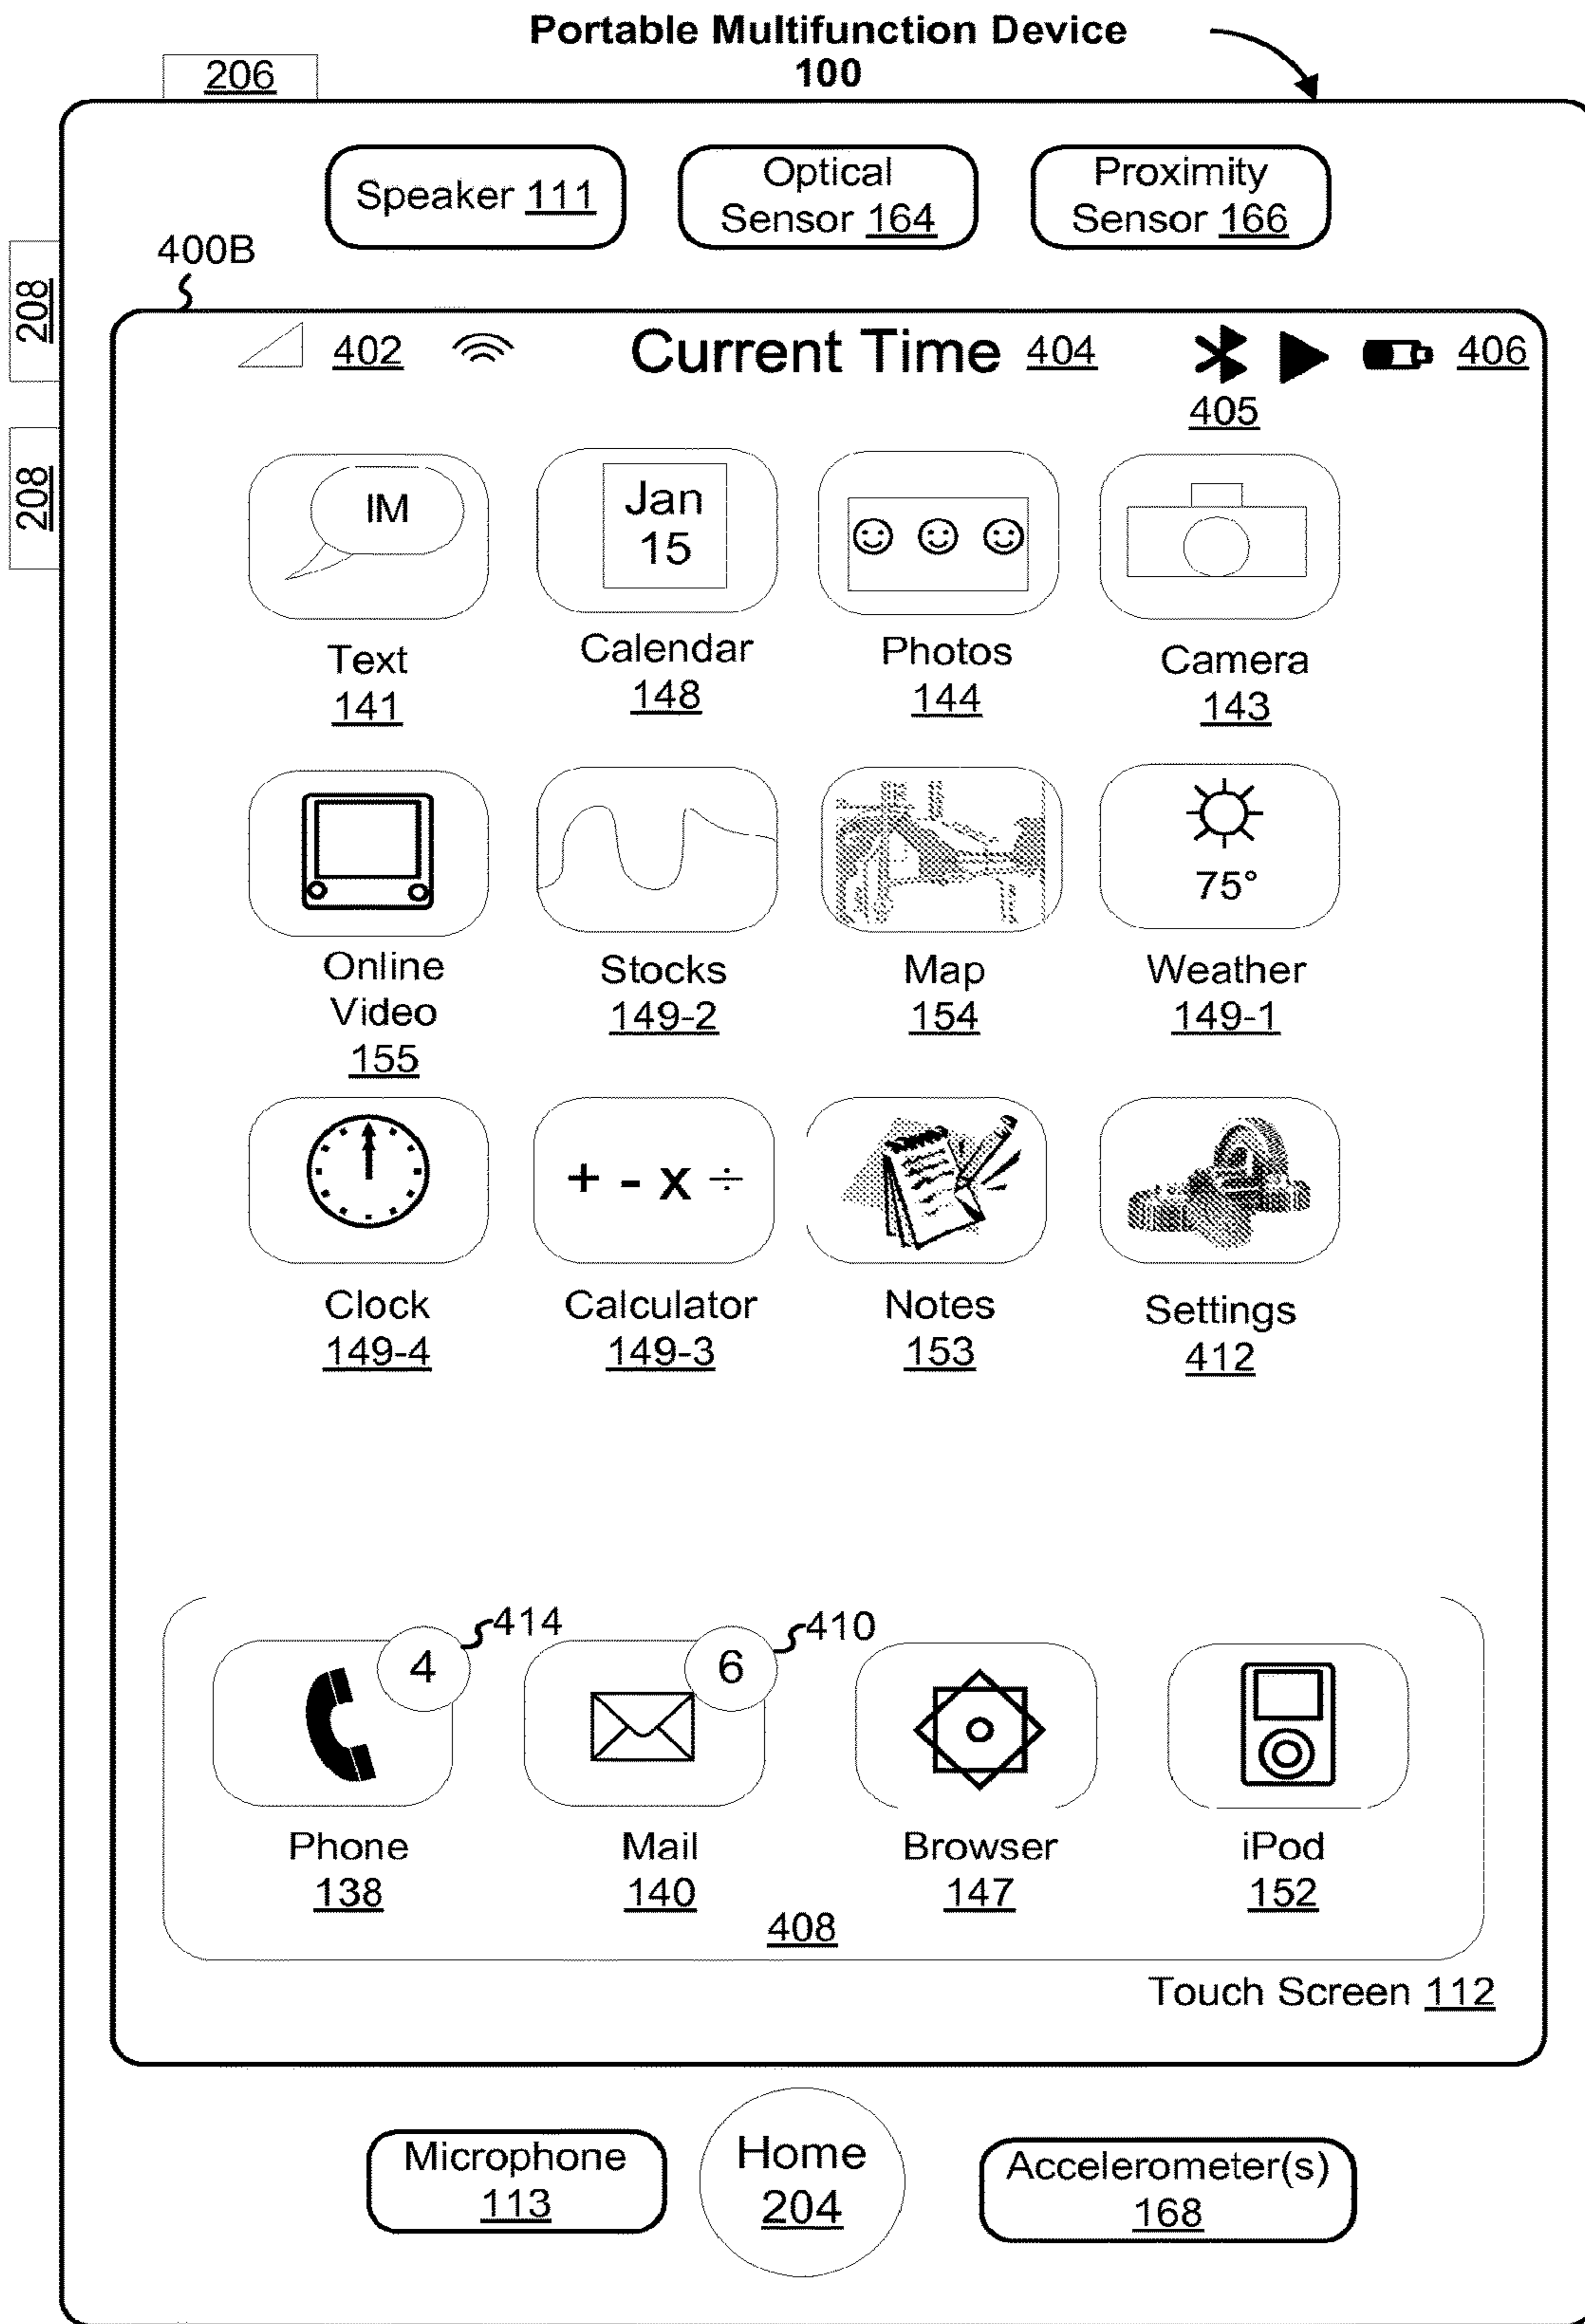 Portable Multifunction Device
100
206
Speaker 111
Optical
Sensor 164
Proximity
Sensor 166
400B
208
208
402
Current Time 404
406
405
IM
Jan
15
Text
141
Calendar
148
Photos
144
Camera
143
75°
Online
Video
155
Stocks
149-2
Map
154
Weather
149-1
+ - x ÷
Clock
149-4
Calculator
149-3
Notes
153
Settings
412
4
414
6
410
Phone
138
Mail
140
Browser
147
iPod
152
408
Touch Screen 112
Microphone
113
Home
204
Accelerometer(s)
168